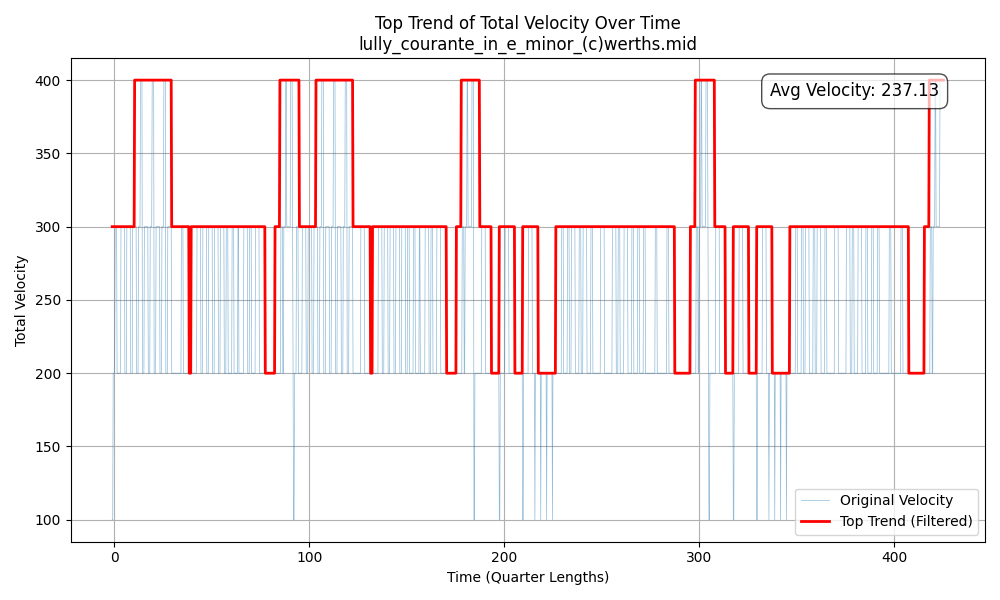 Top Trend of Total Velocity Over Time
lully_courante_in_e_minor_(c)werths.mid
Avg Velocity: 237.13
Total Velocity
400
350
300
250
200
150
100
Original Velocity
Top Trend (Filtered)
0 100 200 300 400
Time (Quarter Lengths)